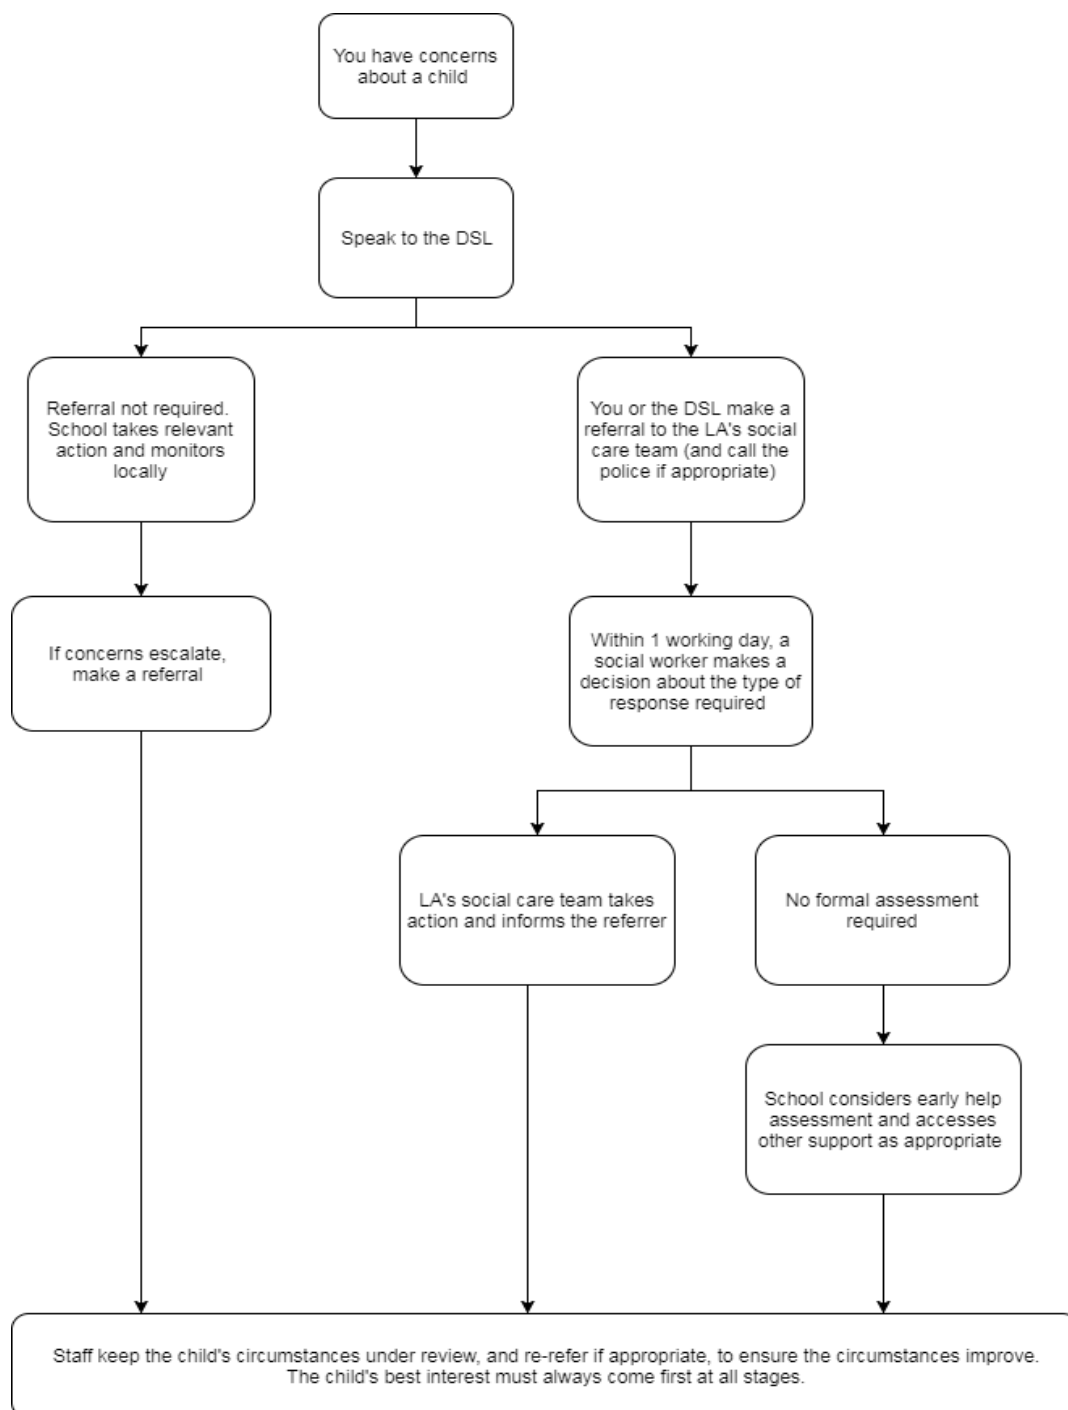 You have concerns
about a child
Speak to the DSL
Referral not required.
School takes relevant
action and monitors
locally
You or the DSL make a
referral to the LA's social
care team (and call the
police if appropriate)
If concerns escalate,
make a referral
Within 1 working day, a
social worker makes a
decision about the type of
response required
LA's social care team takes
action and informs the referrer
No formal assessment
required
School considers early help
assessment and accesses
other support as appropriate
Staff keep the child's circumstances under review, and re-refer if appropriate, to ensure the circumstances improve.
The child's best interest must always come first at all stages.